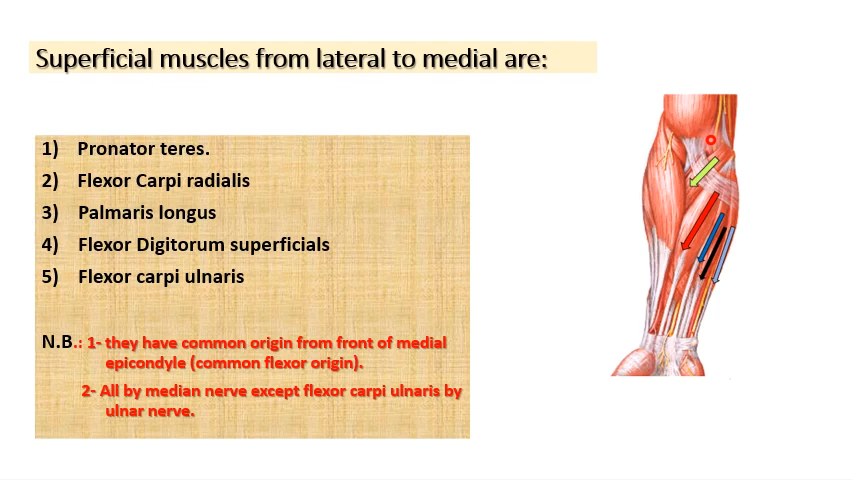 Superficial muscles from lateral to medial are:
1) Pronator teres.
2) Flexor Carpi radialis
3) Palmaris longus
4) Flexor Digitorum superficials
5) Flexor carpi ulnaris
N.B.: 1- they have common origin from front of medial
epicondyle (common flexor origin).
2- All by median nerve except flexor carpi ulnaris by
ulnar nerve.